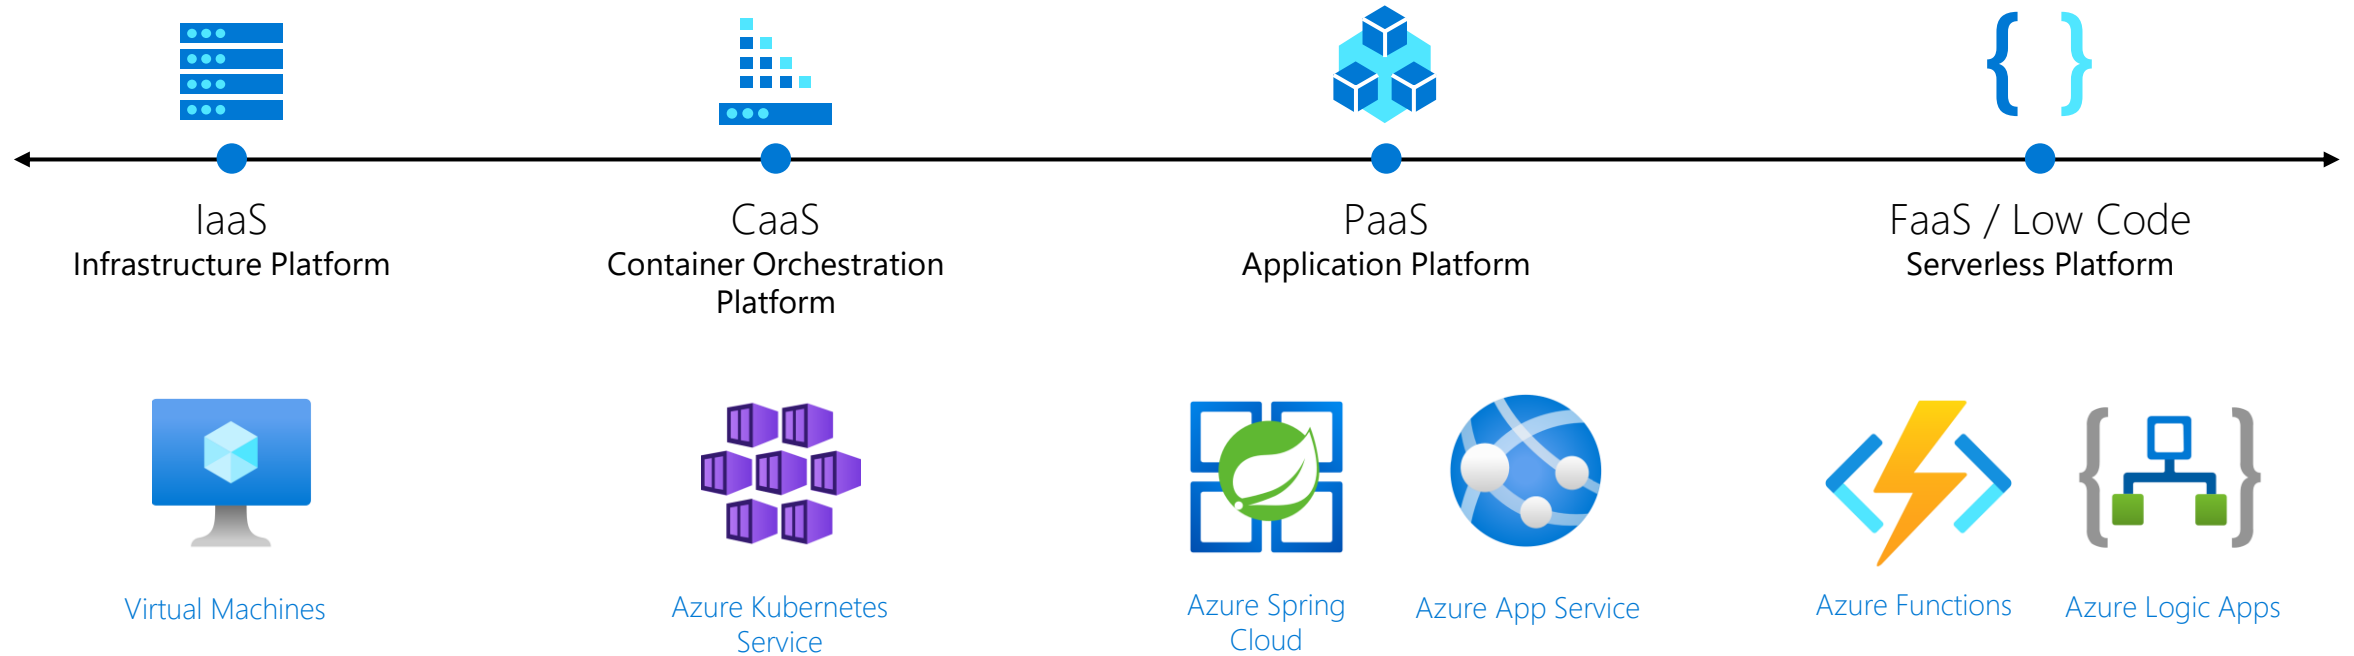 IaaS
Infrastructure Platform
CaaS
Container Orchestration
Platform
PaaS
Application Platform
FaaS / Low Code
Serverless Platform
Virtual Machines
Azure Kubernetes
Service
Azure Spring
Cloud
Azure App Service
Azure Functions
Azure Logic Apps